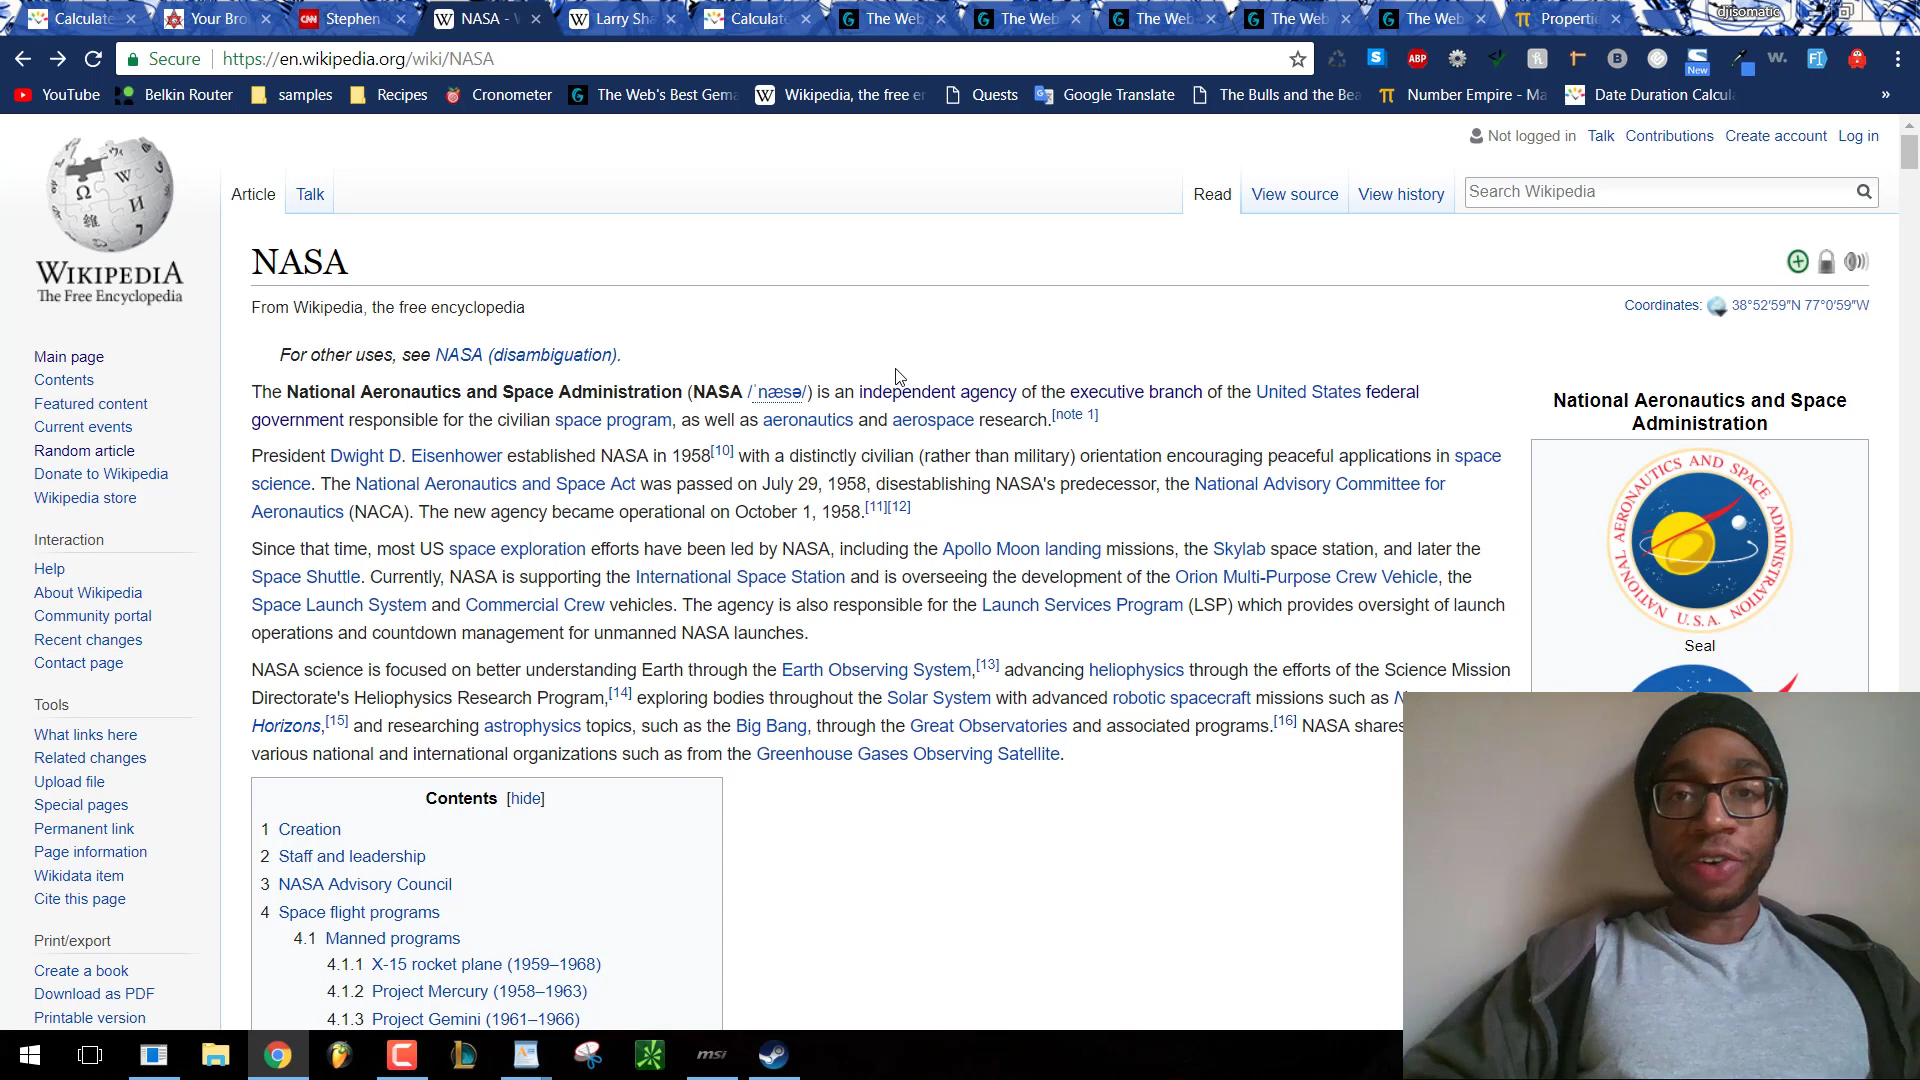 Calculate
Your Bro
CNN Stephen
W NASA - W
W Larry Sha
Calculate
G The Web
G The Web
G The Web
G The Web
G The Web
π Properti
djisomatic
Secure
https://en.wikipedia.org/wiki/NASA
ABP
New
YouTube
Belkin Router
samples
Recipes
Cronometer
The Web's Best Gema
Wikipedia, the free en
Quests
Google Translate
The Bulls and the Bea
Number Empire - Ma
Date Duration Calcul
»
Not logged in Talk Contributions Create account Log in
WIKIPEDIA
The Free Encyclopedia
Article Talk
Read View source View history Search Wikipedia
NASA
From Wikipedia, the free encyclopedia
Coordinates: 38°52′59″N 77°0′59″W
For other uses, see NASA (disambiguation).
The National Aeronautics and Space Administration (NASA /ˈnæsə/) is an independent agency of the executive branch of the United States federal
government responsible for the civilian space program, as well as aeronautics and aerospace research.[note 1]
President Dwight D. Eisenhower established NASA in 1958[10] with a distinctly civilian (rather than military) orientation encouraging peaceful applications in space
science. The National Aeronautics and Space Act was passed on July 29, 1958, disestablishing NASA's predecessor, the National Advisory Committee for
Aeronautics (NACA). The new agency became operational on October 1, 1958.[11][12]
Since that time, most US space exploration efforts have been led by NASA, including the Apollo Moon landing missions, the Skylab space station, and later the
Space Shuttle. Currently, NASA is supporting the International Space Station and is overseeing the development of the Orion Multi-Purpose Crew Vehicle, the
Space Launch System and Commercial Crew vehicles. The agency is also responsible for the Launch Services Program (LSP) which provides oversight of launch
operations and countdown management for unmanned NASA launches.
NASA science is focused on better understanding Earth through the Earth Observing System,[13] advancing heliophysics through the efforts of the Science Mission
Directorate's Heliophysics Research Program,[14] exploring bodies throughout the Solar System with advanced robotic spacecraft missions such as N
Horizons,[15] and researching astrophysics topics, such as the Big Bang, through the Great Observatories and associated programs.[16] NASA shares
various national and international organizations such as from the Greenhouse Gases Observing Satellite.
National Aeronautics and Space
Administration
NATIONAL AERONAUTICS AND SPACE ADMINISTRATION
U.S.A.
Seal
Contents [hide]
1 Creation
2 Staff and leadership
3 NASA Advisory Council
4 Space flight programs
4.1 Manned programs
4.1.1 X-15 rocket plane (1959–1968)
4.1.2 Project Mercury (1958–1963)
4.1.3 Project Gemini (1961–1966)
Main page
Contents
Featured content
Current events
Random article
Donate to Wikipedia
Wikipedia store
Interaction
Help
About Wikipedia
Community portal
Recent changes
Contact page
Tools
What links here
Related changes
Upload file
Special pages
Permanent link
Page information
Wikidata item
Cite this page
Print/export
Create a book
Download as PDF
Printable version
msi